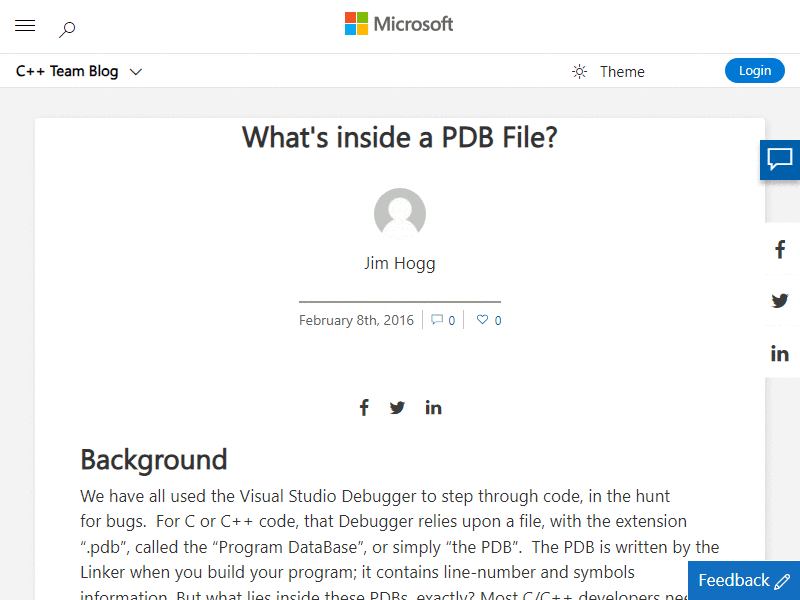 Microsoft
C++ Team Blog
Theme
Login
What's inside a PDB File?
Jim Hogg
February 8th, 2016
0
0
Background
We have all used the Visual Studio Debugger to step through code, in the hunt
for bugs.  For C or C++ code, that Debugger relies upon a file, with the extension
“.pdb”, called the “Program DataBase”, or simply “the PDB”.  The PDB is written by the
Linker when you build your program; it contains line-number and symbols
information. But what lies inside these PDBs, exactly? Most C/C++ developers
Feedback